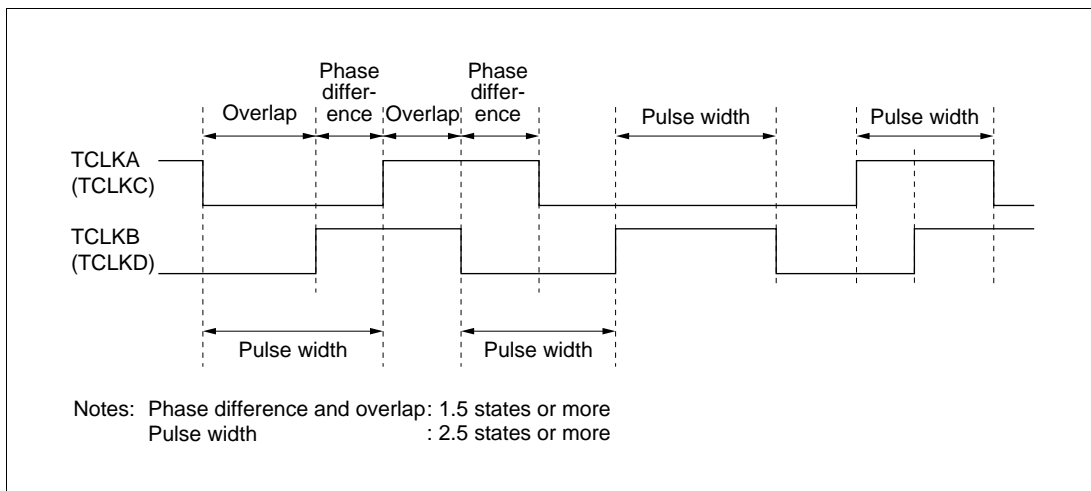 Phase
differ-
ence
Phase
differ-
ence
Overlap
Overlap
Pulse width
Pulse width
TCLKA
(TCLKC)
TCLKB
(TCLKD)
Pulse width
Pulse width
Notes: Phase difference and overlap : 1.5 states or more
Pulse width : 2.5 states or more